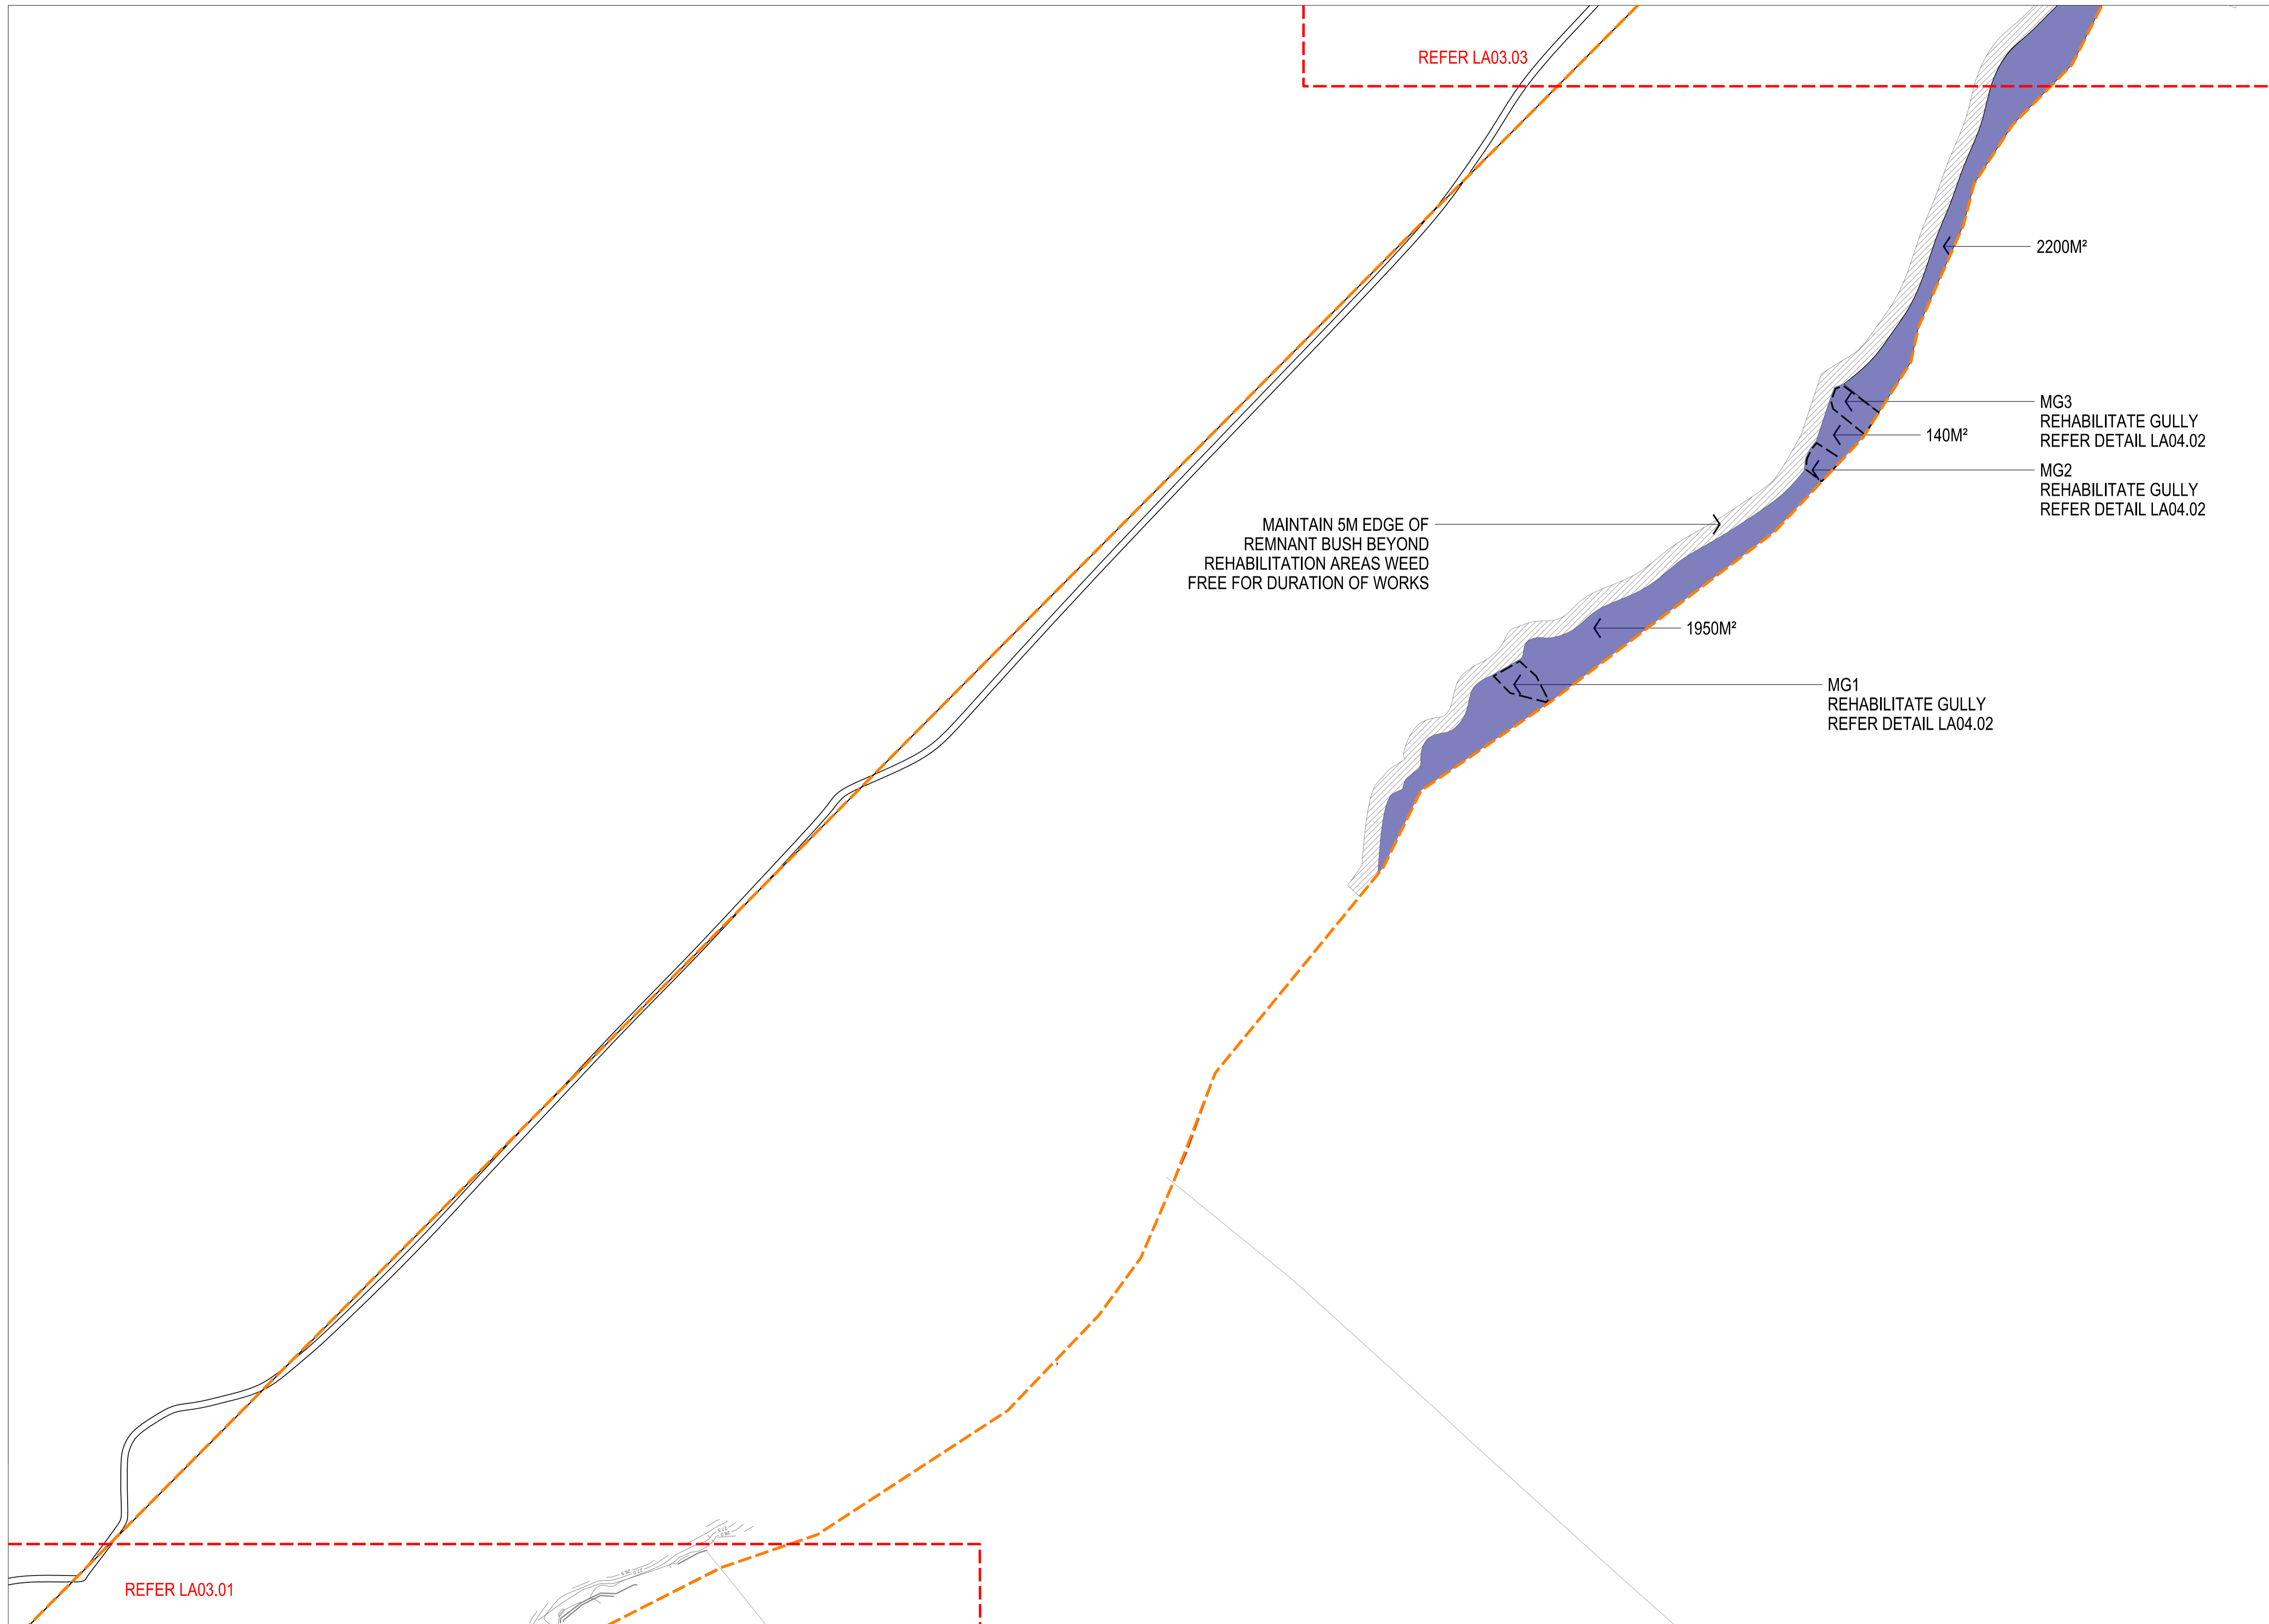 REFER LA03.03
2200M²
MG3
REHABILITATE GULLY
REFER DETAIL LA04.02
140M²
MG2
REHABILITATE GULLY
REFER DETAIL LA04.02
MAINTAIN 5M EDGE OF
REMNANT BUSH BEYOND
REHABILITATION AREAS WEED
FREE FOR DURATION OF WORKS
1950M²
MG1
REHABILITATE GULLY
REFER DETAIL LA04.02
REFER LA03.01